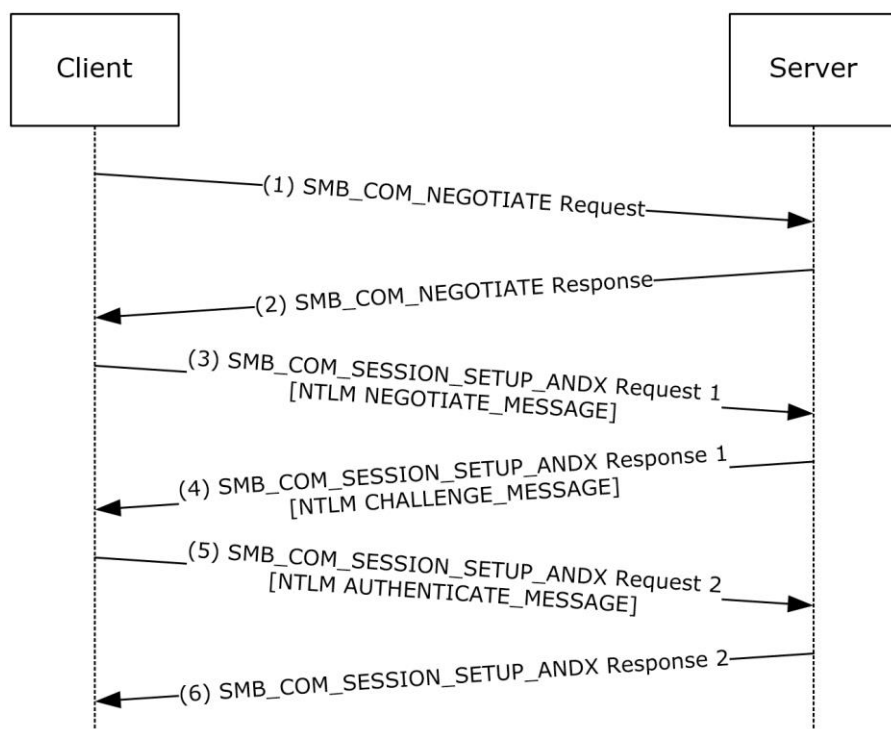 Client
Server
(1) SMB_COM_NEGOTIATE Request
(2) SMB_COM_NEGOTIATE Response
(3) SMB_COM_SESSION_SETUP_ANDX Request 1
[NTLM NEGOTIATE_MESSAGE]
(4) SMB_COM_SESSION_SETUP_ANDX Response 1
[NTLM CHALLENGE_MESSAGE]
(5) SMB_COM_SESSION_SETUP_ANDX Request 2
[NTLM AUTHENTICATE_MESSAGE]
(6) SMB_COM_SESSION_SETUP_ANDX Response 2